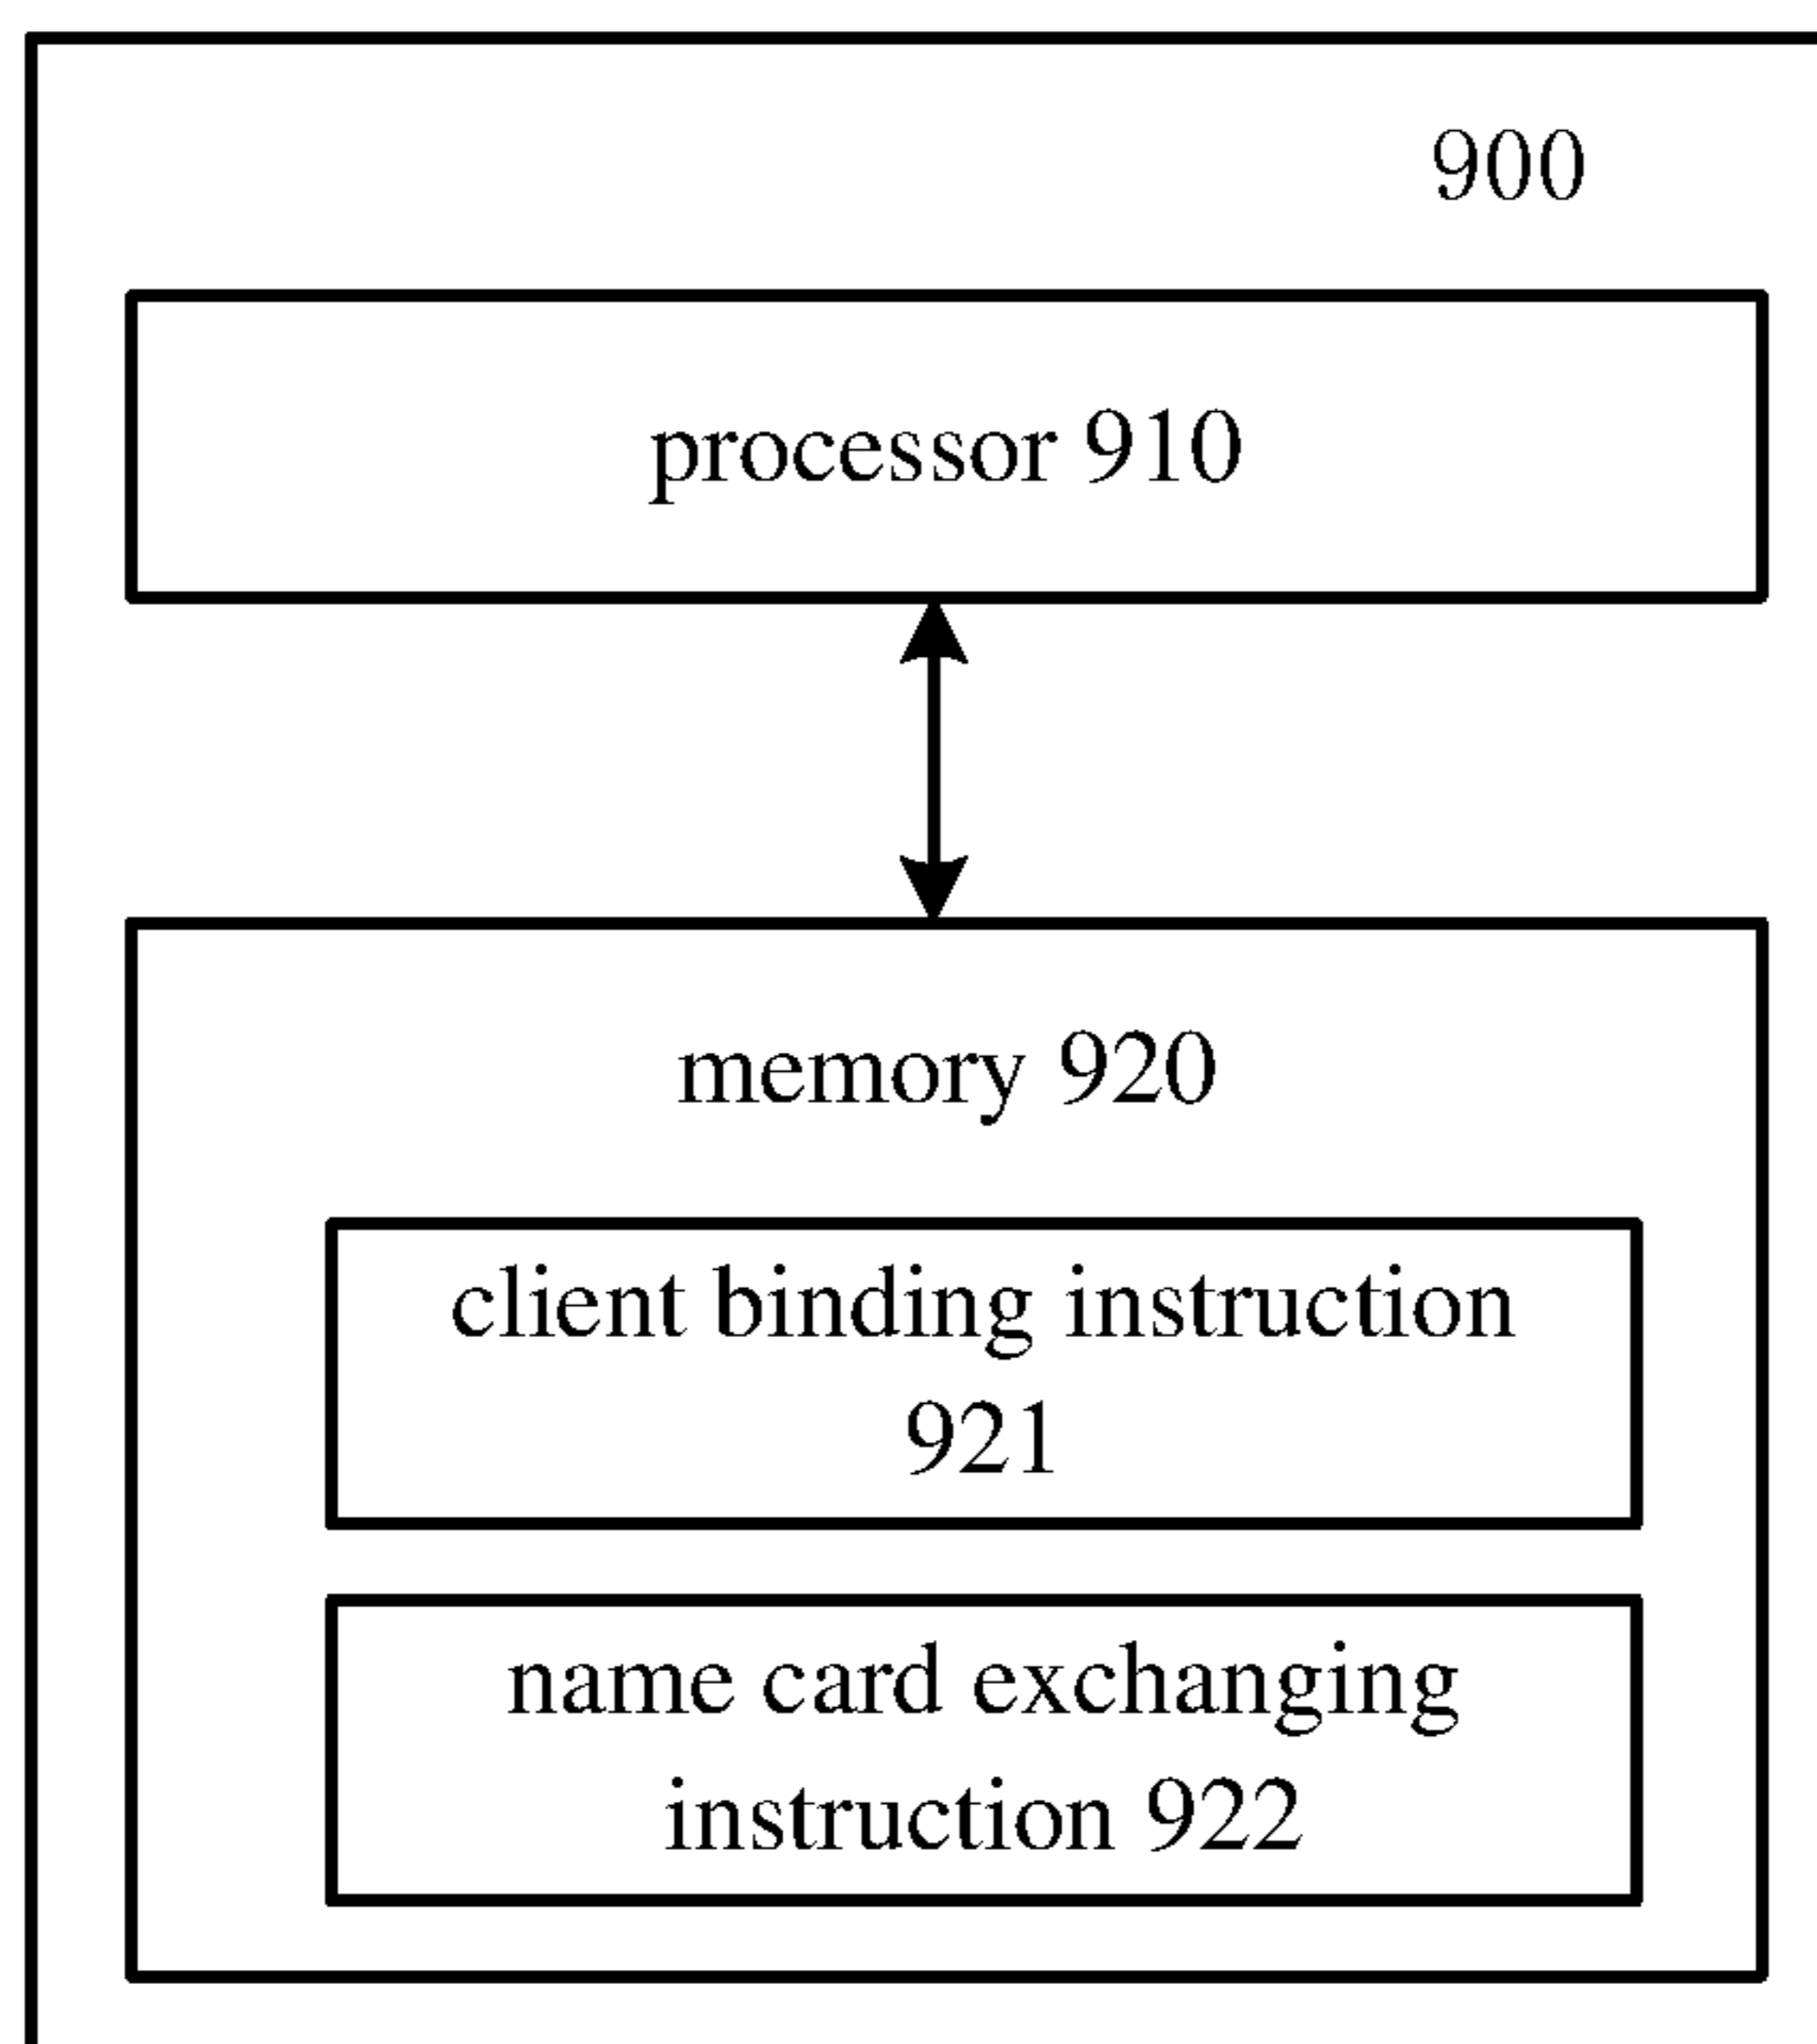 900
processor 910
memory 920
client binding instruction
921
name card exchanging
instruction 922